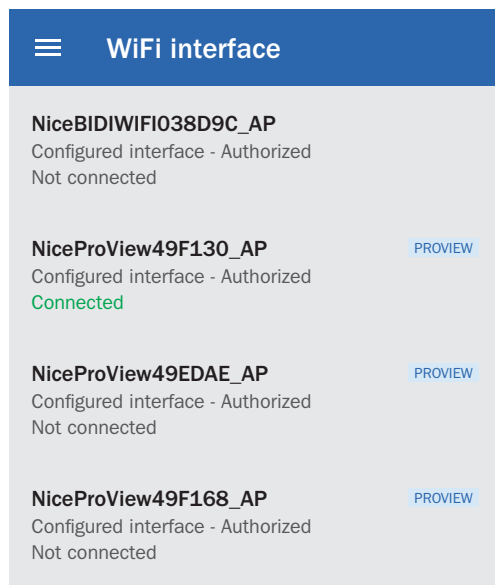 WiFi interface
NiceBIDIWIFI038D9C_AP
Configured interface - Authorized
Not connected
NiceProView49F130_AP PROVIEW
Configured interface - Authorized
Connected
NiceProView49EDAE_AP PROVIEW
Configured interface - Authorized
Not connected
NiceProView49F168_AP PROVIEW
Configured interface - Authorized
Not connected